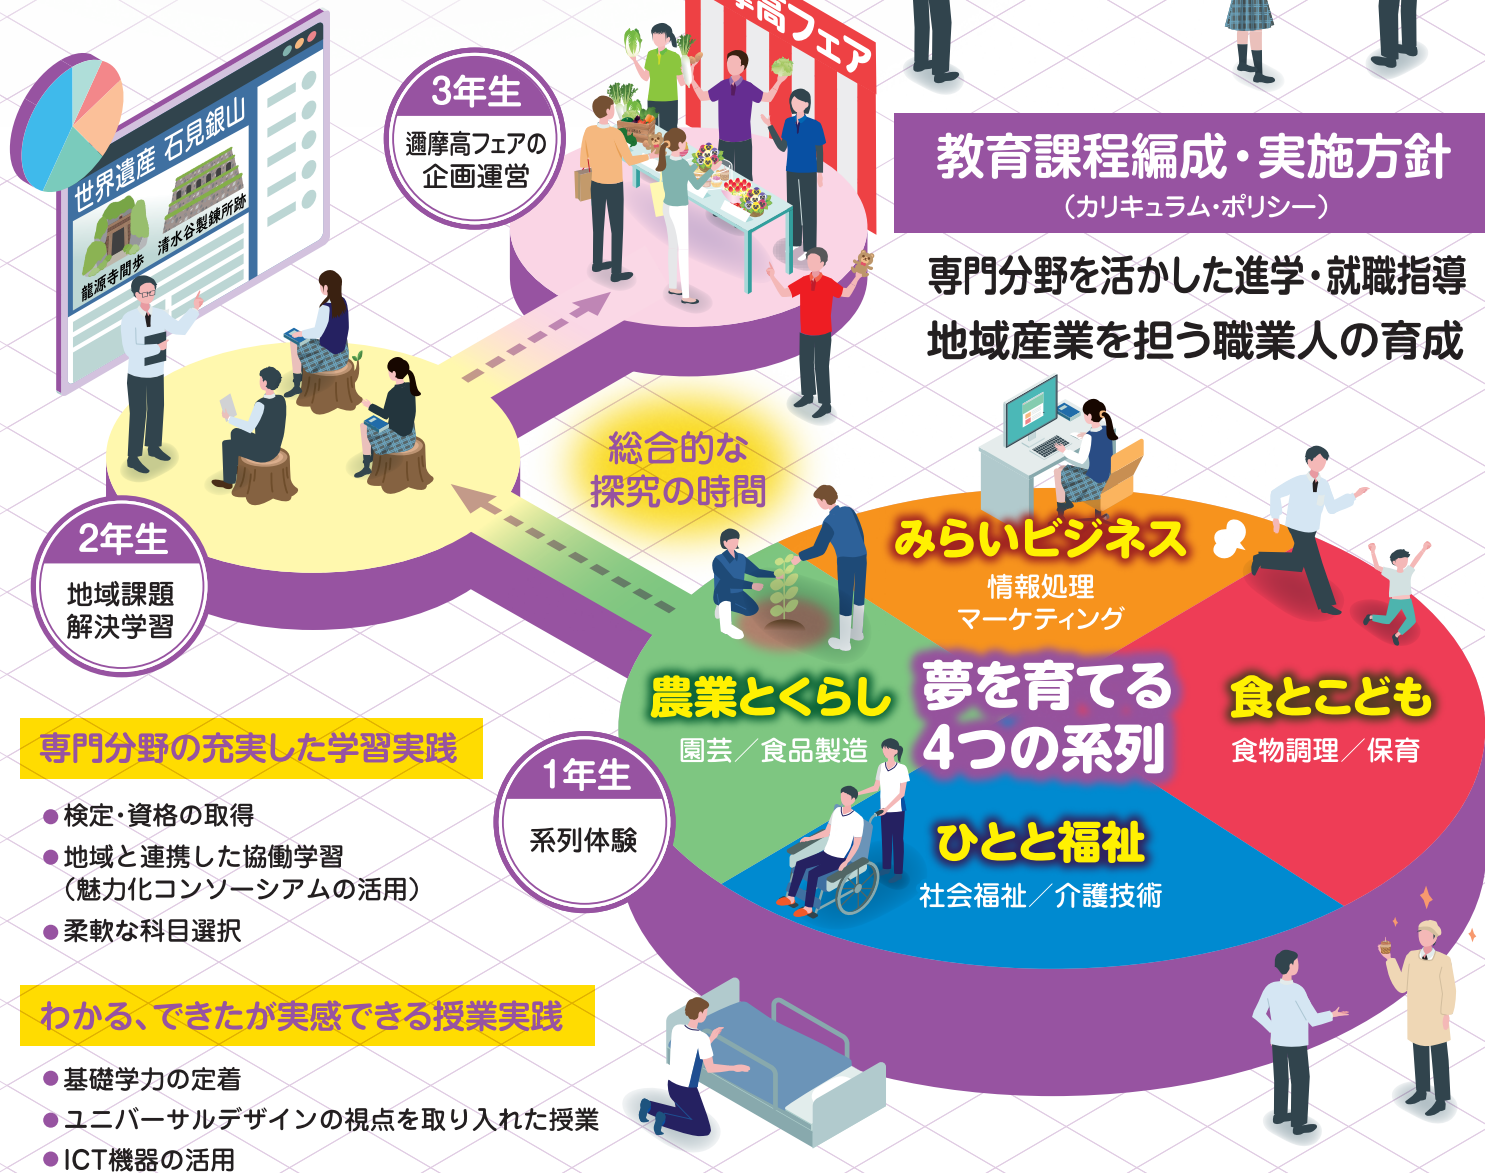 摩高フェア
3年生
邇摩高フェアの
企画運営
世界遺産 石見銀山
龍源寺間歩
清水谷製錬所跡
教育課程編成・実施方針
（カリキュラム・ポリシー）
専門分野を活かした進学・就職指導
地域産業を担う職業人の育成
総合的な
探究の時間
2年生
地域課題
解決学習
みらいビジネス
情報処理
マーケティング
農業とくらし
園芸／食品製造
夢を育てる
4つの系列
食とこども
食物調理／保育
ひとと福祉
社会福祉／介護技術
1年生
系列体験
専門分野の充実した学習実践
●検定・資格の取得
●地域と連携した協働学習
（魅力化コンソーシアムの活用）
●柔軟な科目選択
わかる、できたが実感できる授業実践
●基礎学力の定着
●ユニバーサルデザインの視点を取り入れた授業
●ICT機器の活用